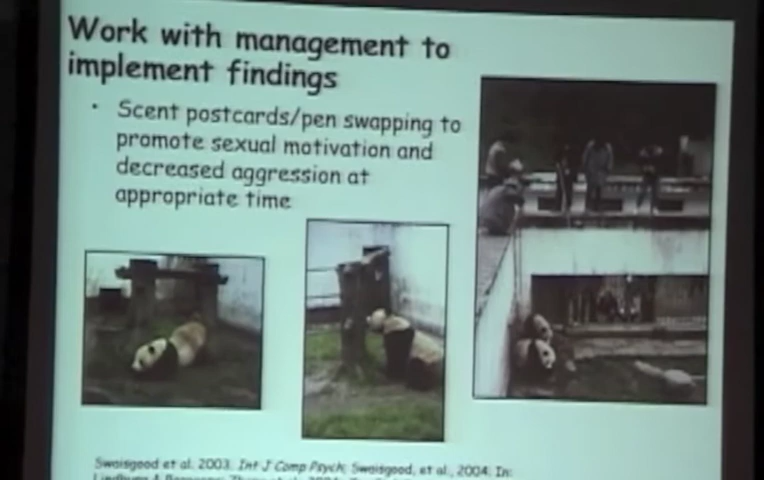 Work with management to
implement findings
• Scent postcards/pen swapping to
promote sexual motivation and
decreased aggression at
appropriate time
Swaisgood et al. 2003. Int J Comp Psych; Swaisgood, et al., 2004. In:
Lindburg &